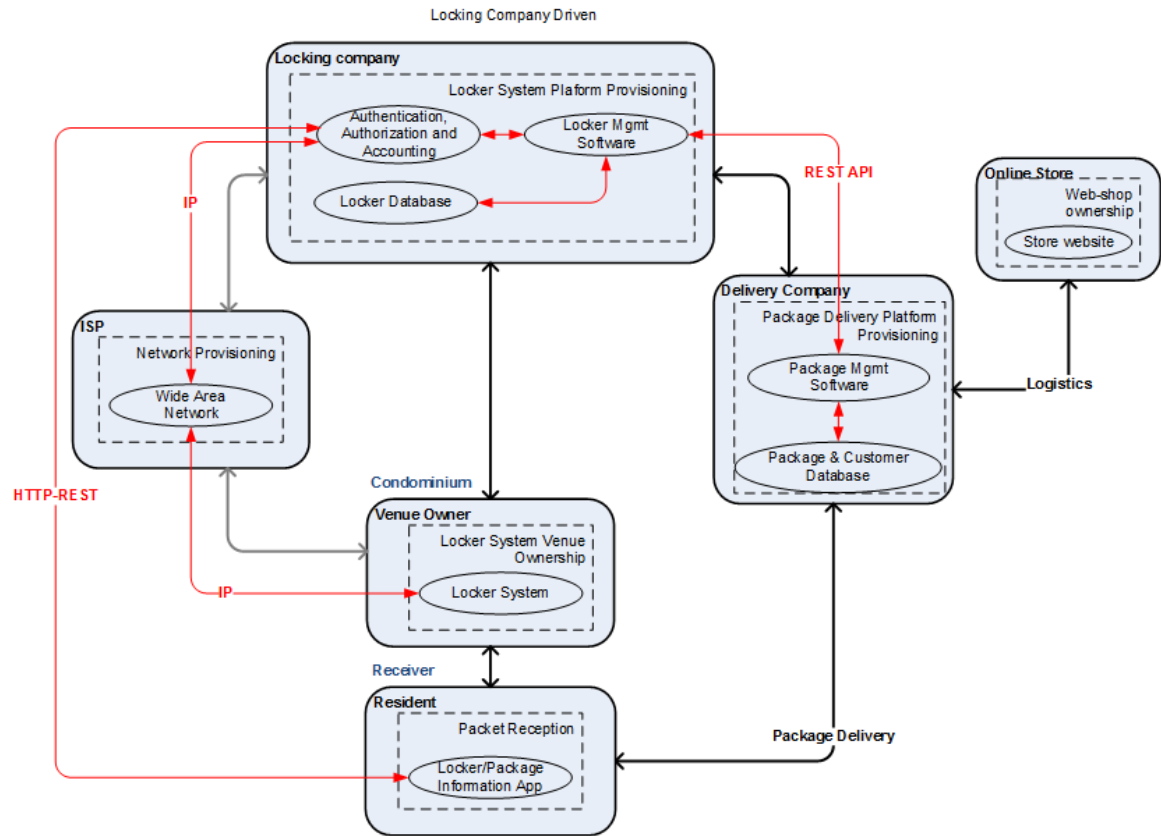 Locking Company Driven
Locking company
Locker System Plaform Provisioning
Authentication,
Authorization and
Accounting
Locker Mgmt
Software
Locker Database
REST API
IP
Online Store
Web-shop
ownership
Store website
Delivery Company
Package Delivery Platform
Provisioning
Package Mgmt
Software
Package & Customer
Database
Logistics
ISP
Network Provisioning
Wide Area
Network
HTTP-REST
Condominium
Venue Owner
Locker System Venue
Ownership
Locker System
IP
Receiver
Resident
Packet Reception
Locker/Package
Information App
Package Delivery